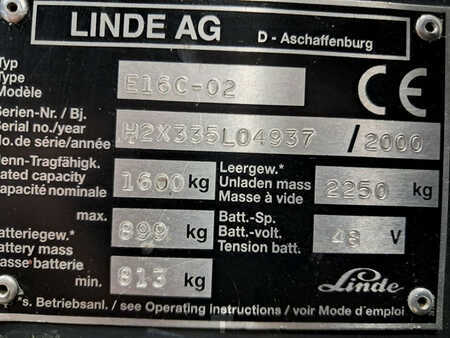 LINDE AG D - Aschaffenburg
Typ
Type
Modèle
E16C-02
CE
Serien-Nr. / Bj.
Serial no./year
No.de série/année
H2X335L04937 / 2000
Nenn-Tragfähigk.
Rated capacity
Capacité nominale
1600 kg
Leergew.*
Unladen mass
Masse à vide
2250 kg
Batteriegew.*
Battery mass
Masse batterie
max. 899 kg
min. 813 kg
Batt.-Sp.
Batt.-volt.
Tension batt.
48 V
Linde
*s. Betriebsanl. / see Operating instructions / voir Mode d'emploi